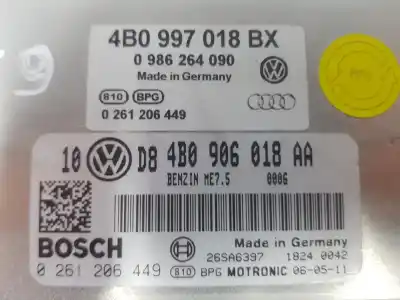 4B0 997 018 BX
0 986 264 090
Made in Germany
810 BPG
0 261 206 449
10 D8 4B0 906 018 AA
BENZIN ME7.5 0006
BOSCH
Made in Germany
26SA6397 1824 0042
0 261 206 449 810 BPG MOTRONIC 06-05-11